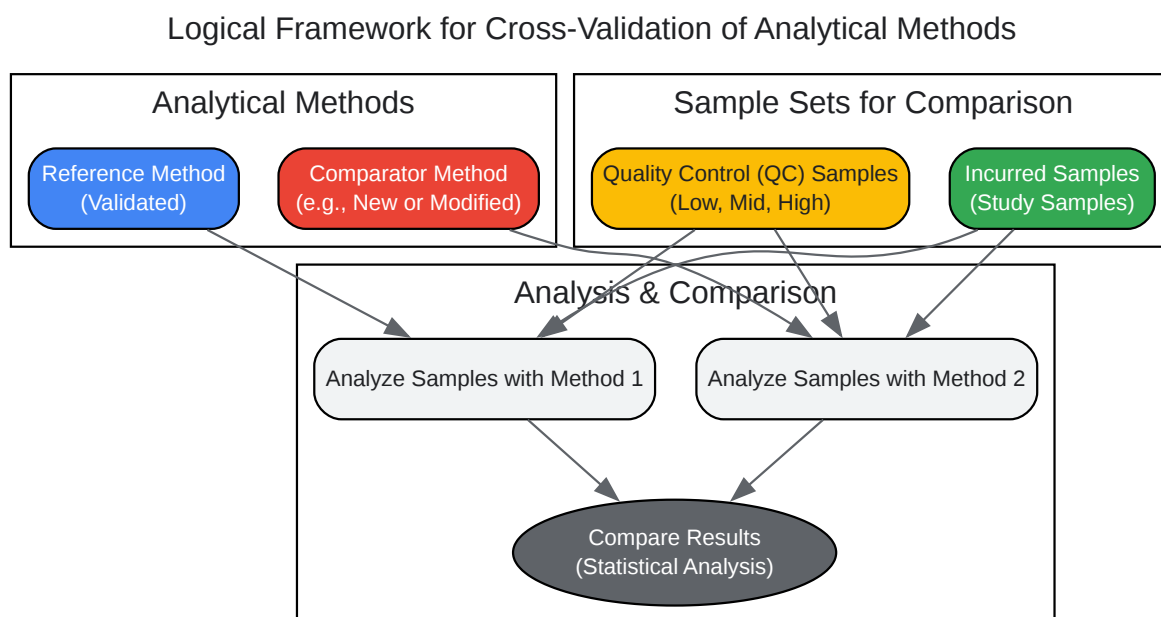 Logical Framework for Cross-Validation of Analytical Methods
Analytical Methods
Sample Sets for Comparison
Reference Method
(Validated)
Comparator Method
(e.g., New or Modified)
Quality Control (QC) Samples
(Low, Mid, High)
Incurred Samples
(Study Samples)
Analysis & Comparison
Analyze Samples with Method 1
Analyze Samples with Method 2
Compare Results
(Statistical Analysis)